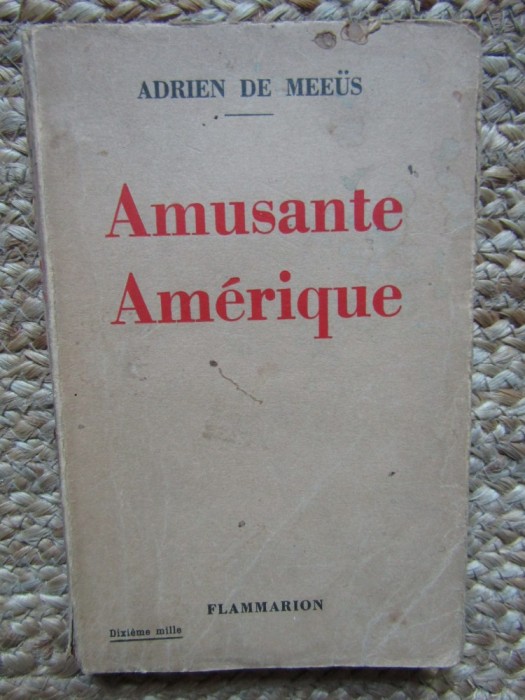 ADRIEN DE MEEÜS
Amusante
Amérique
FLAMMARION
Dixième mille